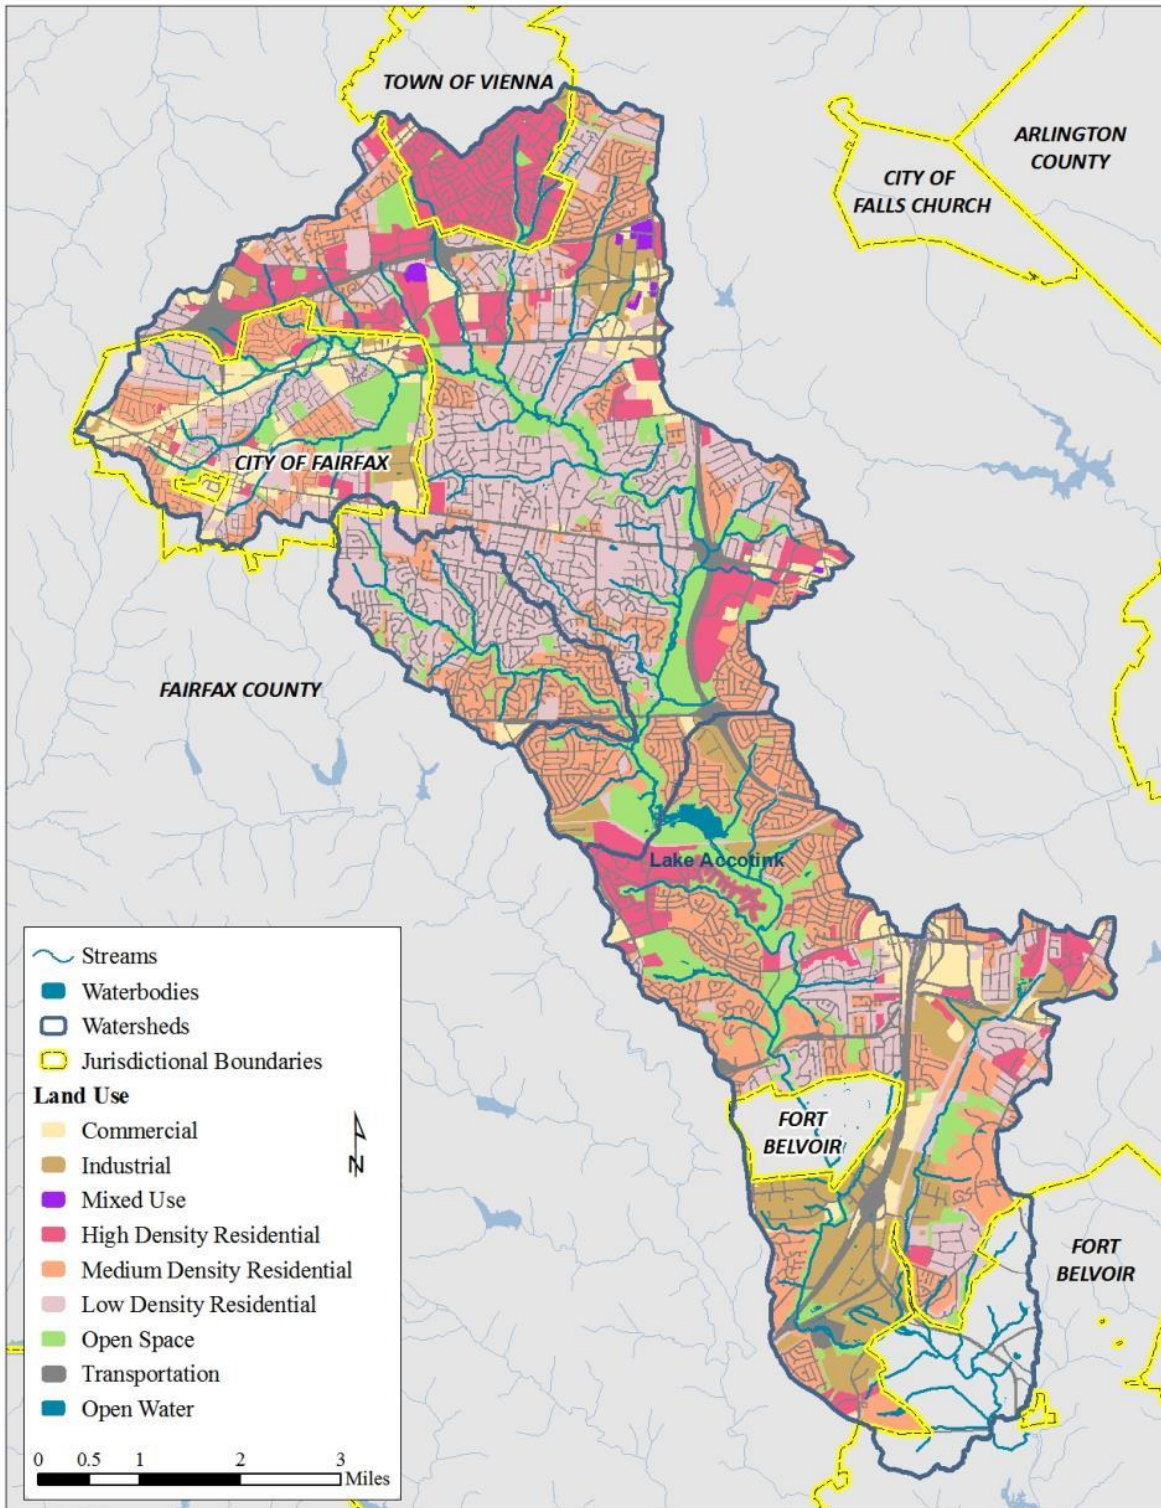 TOWN OF VIENNA
ARLINGTON
COUNTY
CITY OF
FALLS CHURCH
CITY OF FAIRFAX
FAIRFAX COUNTY
Lake Accotink
FORT
BELVOIR
FORT
BELVOIR
Streams
Waterbodies
Watersheds
Jurisdictional Boundaries
Land Use
Commercial
Industrial
Mixed Use
High Density Residential
Medium Density Residential
Low Density Residential
Open Space
Transportation
Open Water
N
0 0.5 1 2 3
Miles